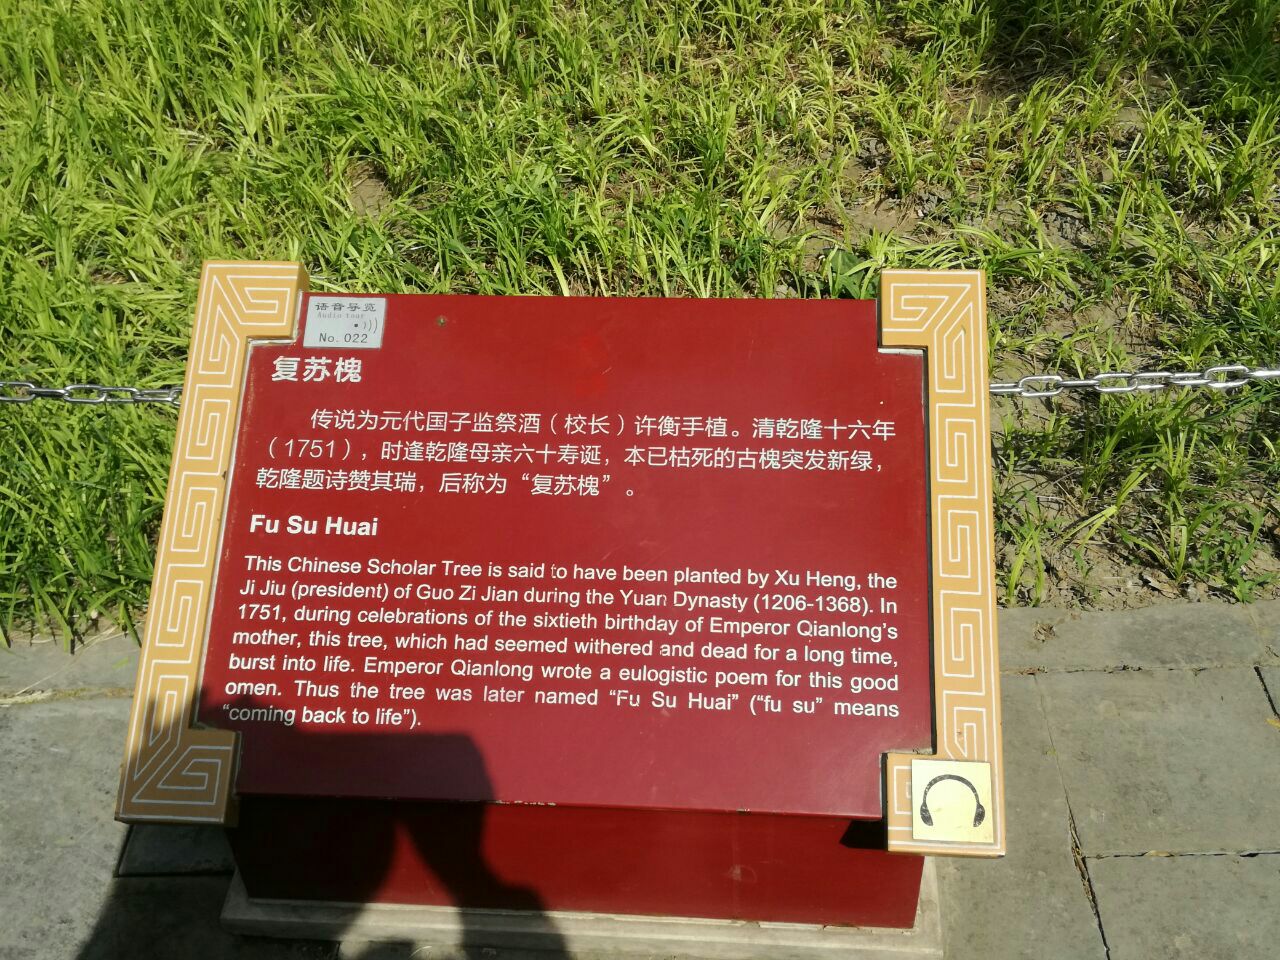 语音导览
Audio tour
No. 022
复苏槐
传说为元代国子监祭酒（校长）许衡手植。清乾隆十六年
（1751），时逢乾隆母亲六十寿诞，本已枯死的古槐突发新绿，
乾隆题诗赞其瑞，后称为“复苏槐”。
Fu Su Huai
This Chinese Scholar Tree is said to have been planted by Xu Heng, the
Ji Jiu (president) of Guo Zi Jian during the Yuan Dynasty (1206-1368). In
1751, during celebrations of the sixtieth birthday of Emperor Qianlong's
mother, this tree, which had seemed withered and dead for a long time,
burst into life. Emperor Qianlong wrote a eulogistic poem for this good
omen. Thus the tree was later named “Fu Su Huai” (“fu su” means
“coming back to life”).